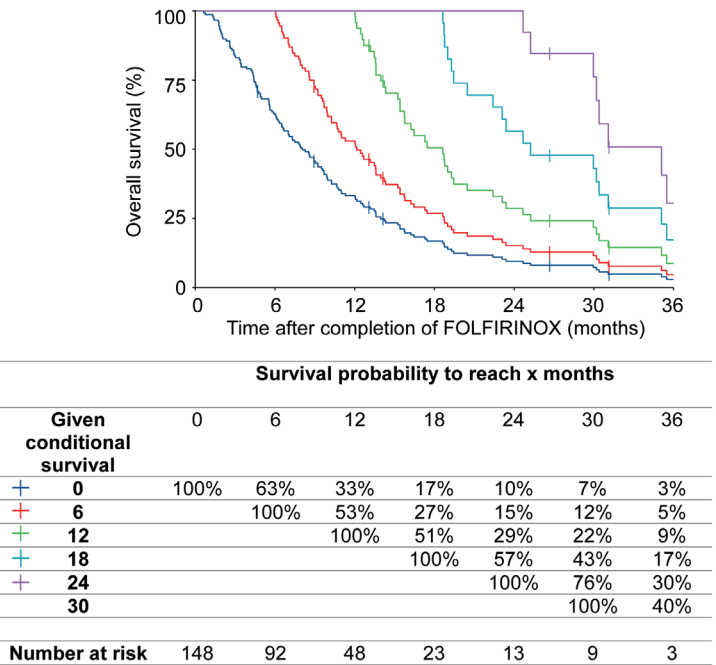 100
75
50
25
0
Overall survival (%)
0 6 12 18 24 30 36
Time after completion of FOLFIRINOX (months)
Survival probability to reach x months
Given conditional survival 0 6 12 18 24 30 36
0 100% 63% 33% 17% 10% 7% 3%
6 100% 53% 27% 15% 12% 5%
12 100% 51% 29% 22% 9%
18 100% 57% 43% 17%
24 100% 76% 30%
30 100% 40%
Number at risk 148 92 48 23 13 9 3